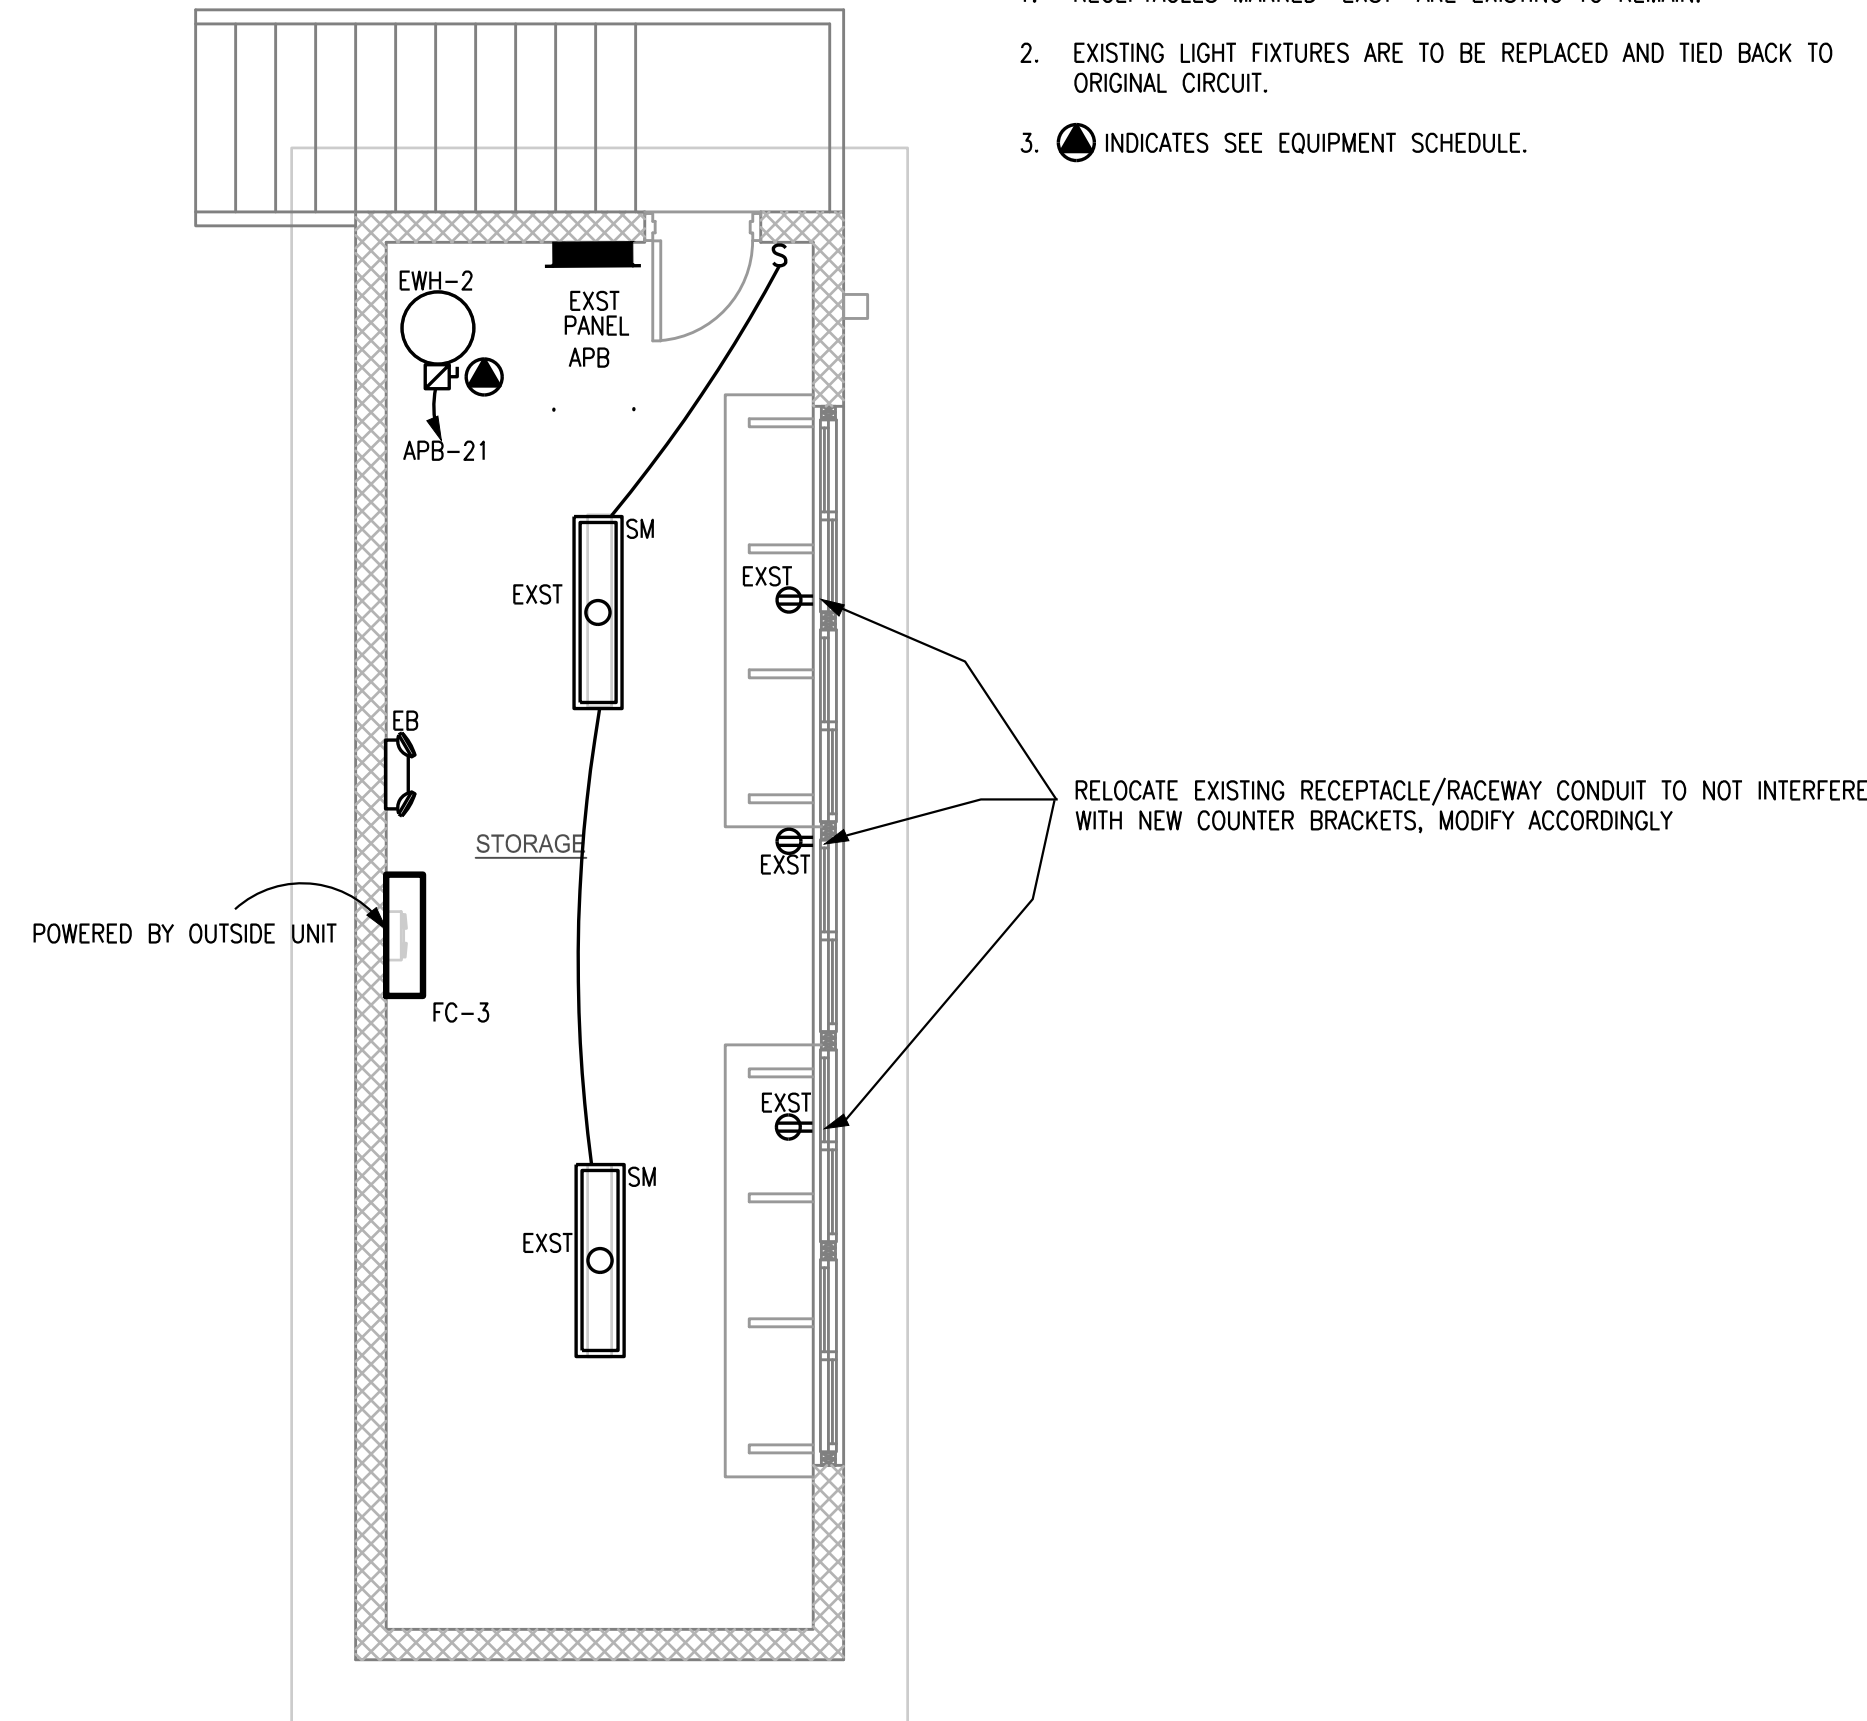 2. EXISTING LIGHT FIXTURES ARE TO BE REPLACED AND TIED BACK TO
ORIGINAL CIRCUIT.
3. INDICATES SEE EQUIPMENT SCHEDULE.
S
EWH-2
EXST
PANEL
APB
APB-21
SM
EXST
EXST
EB
STORAGE
EXST
RELOCATE EXISTING RECEPTACLE/RACEWAY CONDUIT TO NOT INTERFERE
WITH NEW COUNTER BRACKETS, MODIFY ACCORDINGLY
POWERED BY OUTSIDE UNIT
FC-3
EXST
SM
EXST